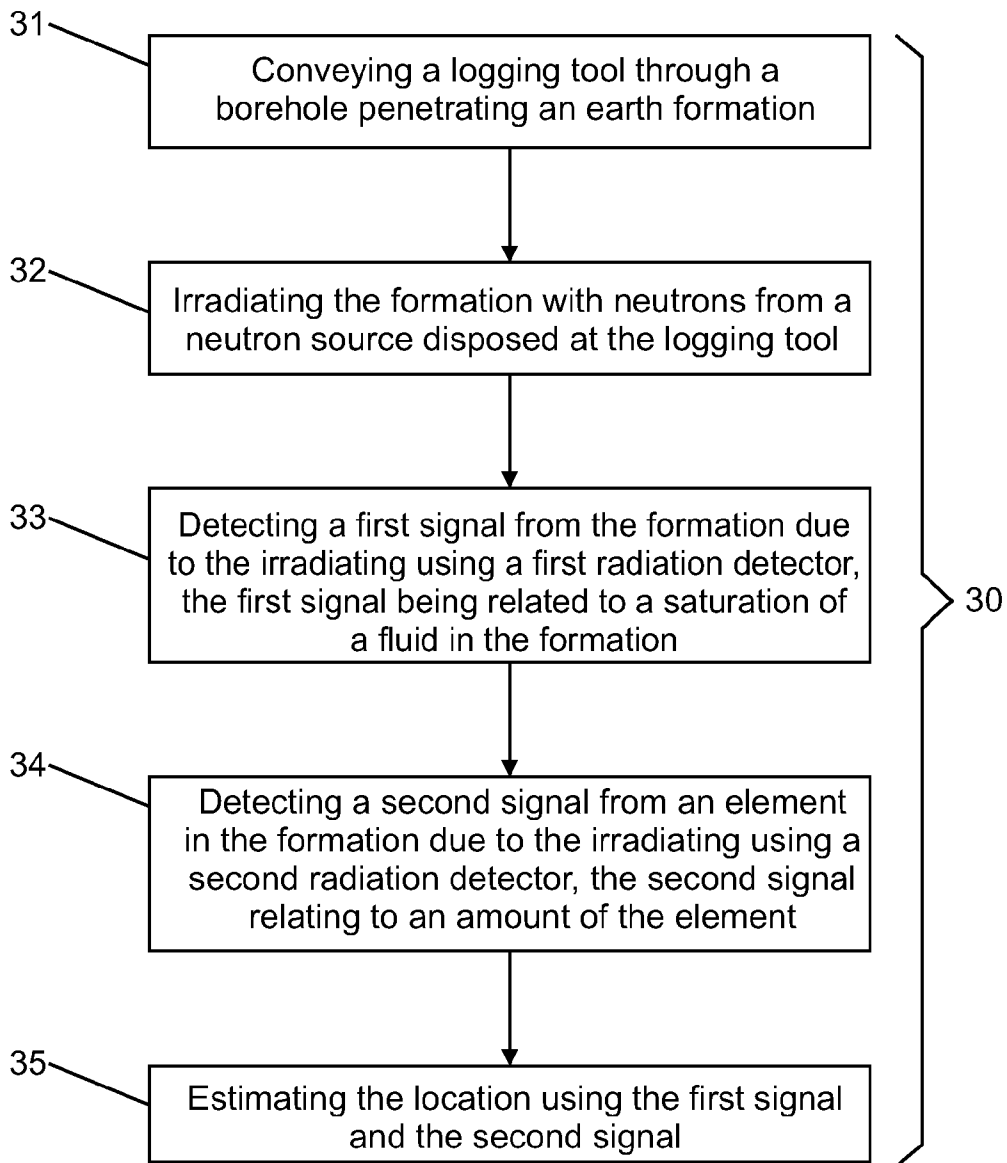 31
Conveying a logging tool through a
borehole penetrating an earth formation
32
Irradiating the formation with neutrons from a
neutron source disposed at the logging tool
33
Detecting a first signal from the formation due
to the irradiating using a first radiation detector,
the first signal being related to a saturation of
a fluid in the formation
30
34
Detecting a second signal from an element
in the formation due to the irradiating using a
second radiation detector, the second signal
relating to an amount of the element
35
Estimating the location using the first signal
and the second signal